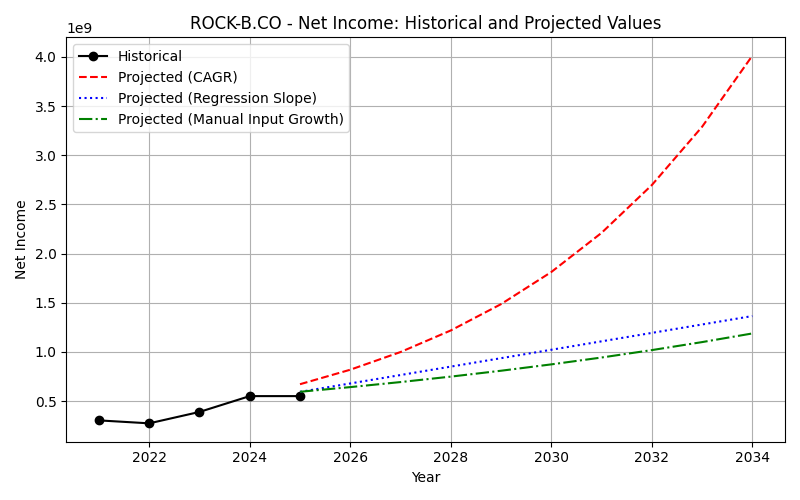 ROCK-B.CO - Net Income: Historical and Projected Values
1e9
Historical
Projected (CAGR)
Projected (Regression Slope)
Projected (Manual Input Growth)
4.0
3.5
3.0
2.5
2.0
1.5
1.0
0.5
Net Income
2022 2024 2026 2028 2030 2032 2034
Year